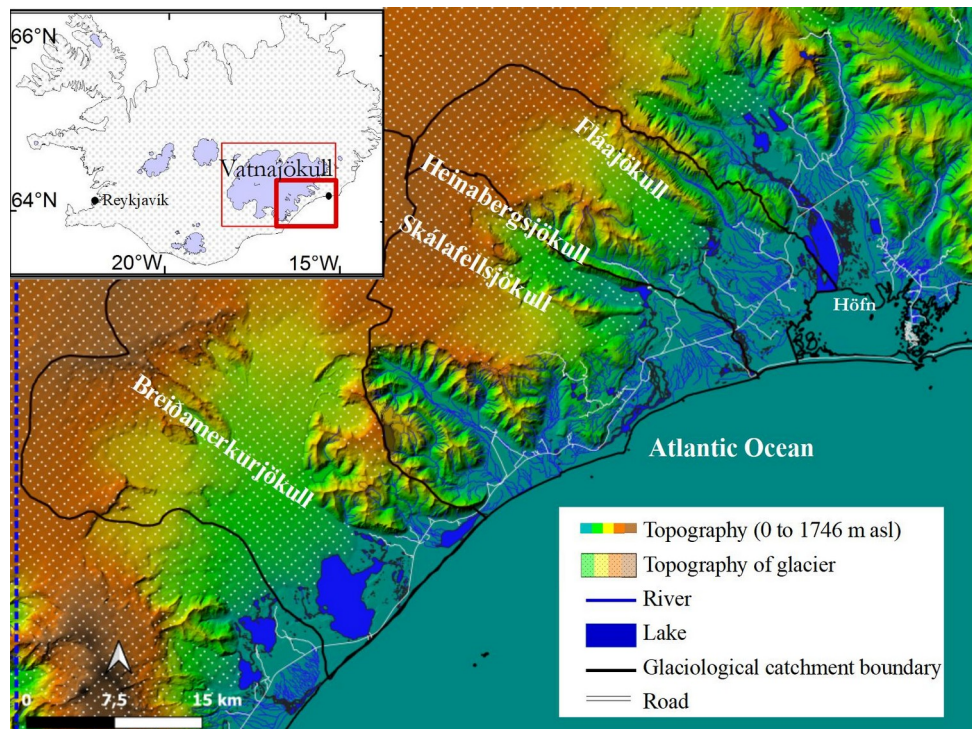 66°N
Vatnajökull
64°N
Reykjavik
20°W
15°W
Fláajökull
Heinabergsjökull
Skálafellsjökull
Höfn
Breiðamerkurjökull
Atlantic Ocean
Topography (0 to 1746 m asl)
Topography of glacier
River
Lake
Glaciological catchment boundary
Road
0 7,5 15 km